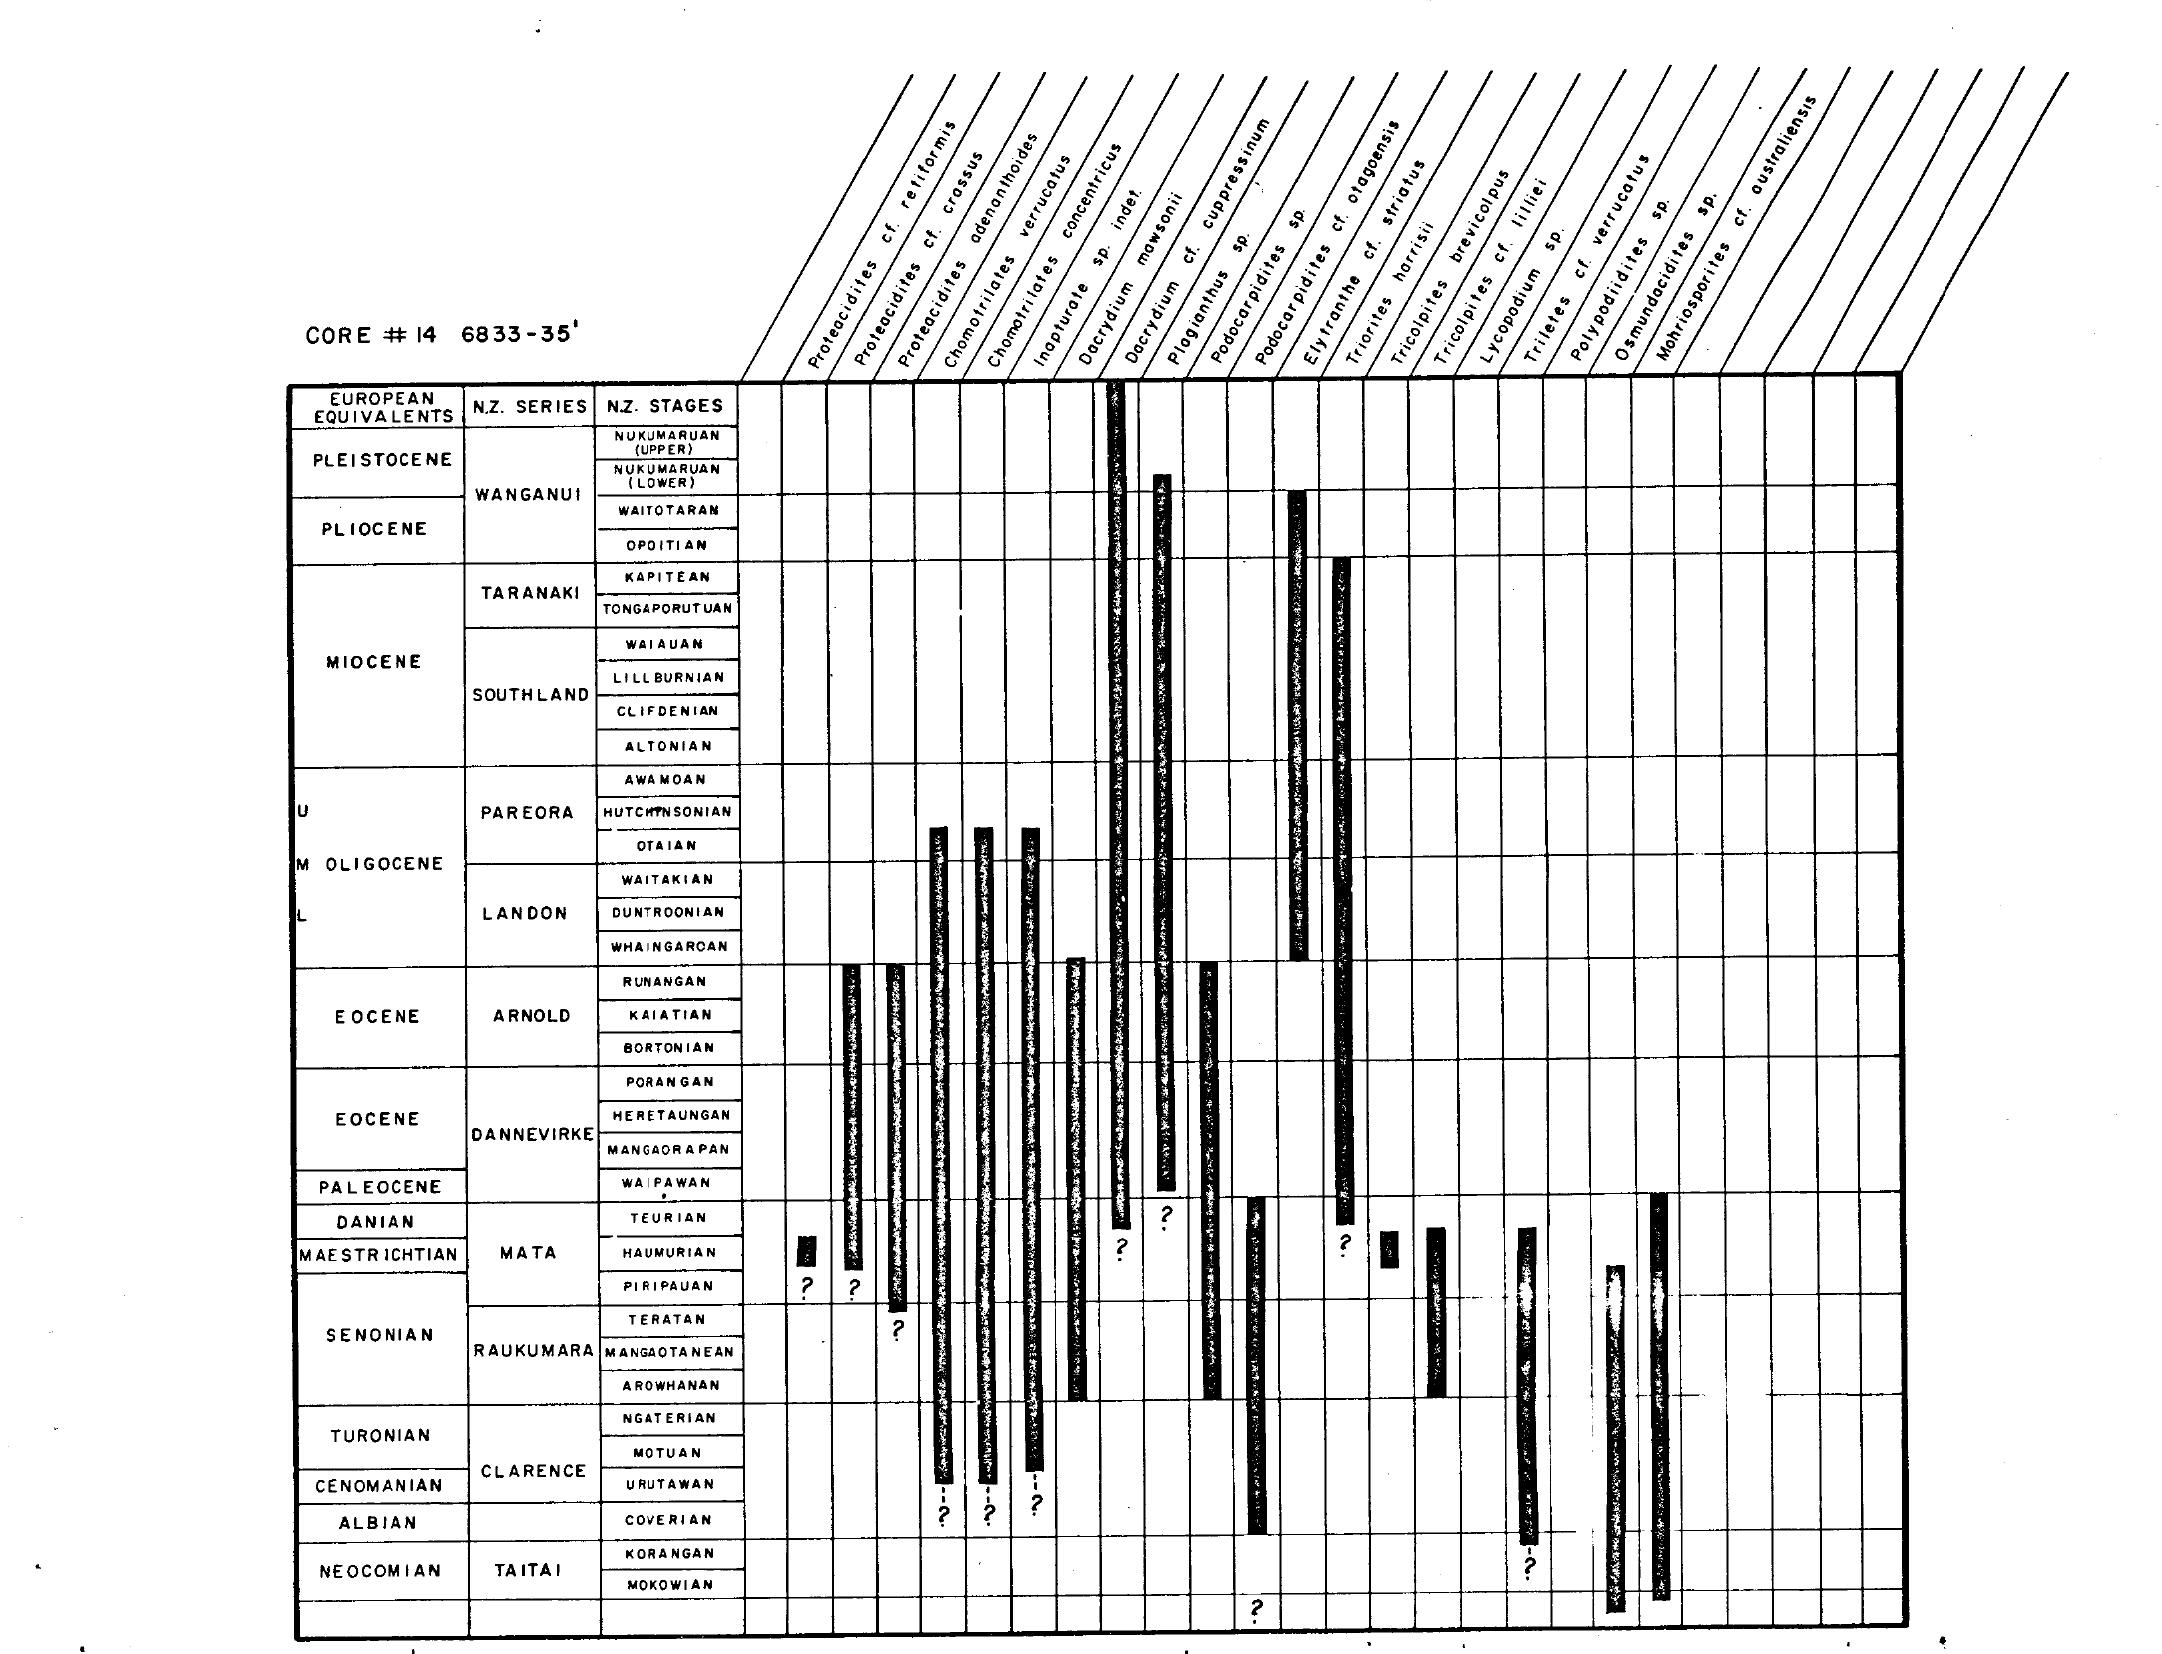 CORE # 14 6833-35'
Proteacidites cf. retiformis
Proteacidites cf. crassus
Proteacidites adenanthoides
Chomotrilates verrucatus
Chomotrilates concentricus
Inapturate sp. indet.
Dacrydium mawsonii
Dacrydium cf. cuppressinum
Plagianthus sp.
Podocarpidites sp.
Podocarpidites cf. otagoensis
Elytranthe cf. striatus
Triorites harrisii
Tricolpites brevicolpus
Tricolpites cf. lilliei
Lycopodium sp.
Triletes cf. verrucatus
Polypodiidites sp.
Osmundacidites sp.
Mohriosporites cf. australiensis
EUROPEAN EQUIVALENTS
N.Z. SERIES
N.Z. STAGES
PLEISTOCENE
PLIOCENE
MIOCENE
U
M OLIGOCENE
L
EOCENE
EOCENE
PALEOCENE
DANIAN
MAESTRICHTIAN
SENONIAN
TURONIAN
CENOMANIAN
ALBIAN
NEOCOMIAN
WANGANUI
TARANAKI
SOUTHLAND
PAREORA
LANDON
ARNOLD
DANNEVIRKE
MATA
RAUKUMARA
CLARENCE
TAITAI
NUKUMARUAN
(UPPER)
NUKUMARUAN
(LOWER)
WAITOTARAN
OPOITIAN
KAPITEAN
TONGAPORUTUAN
WAIAUAN
LILLBURNIAN
CLIFDENIAN
ALTONIAN
AWAMOAN
HUTCHINSONIAN
OTAIAN
WAITAKIAN
DUNTROONIAN
WHAINGAROAN
RUNANGAN
KAIATIAN
BORTONIAN
PORANGAN
HERETAUNGAN
MANGAORAPAN
WAIPAWAN
TEURIAN
HAUMURIAN
PIRIPAUAN
TERATAN
MANGAOTANEAN
AROWHANAN
NGATERIAN
MOTUAN
URUTAWAN
COVERIAN
KORANGAN
MOKOWIAN
?
?
?
?
?
?
?
?
?
?
?